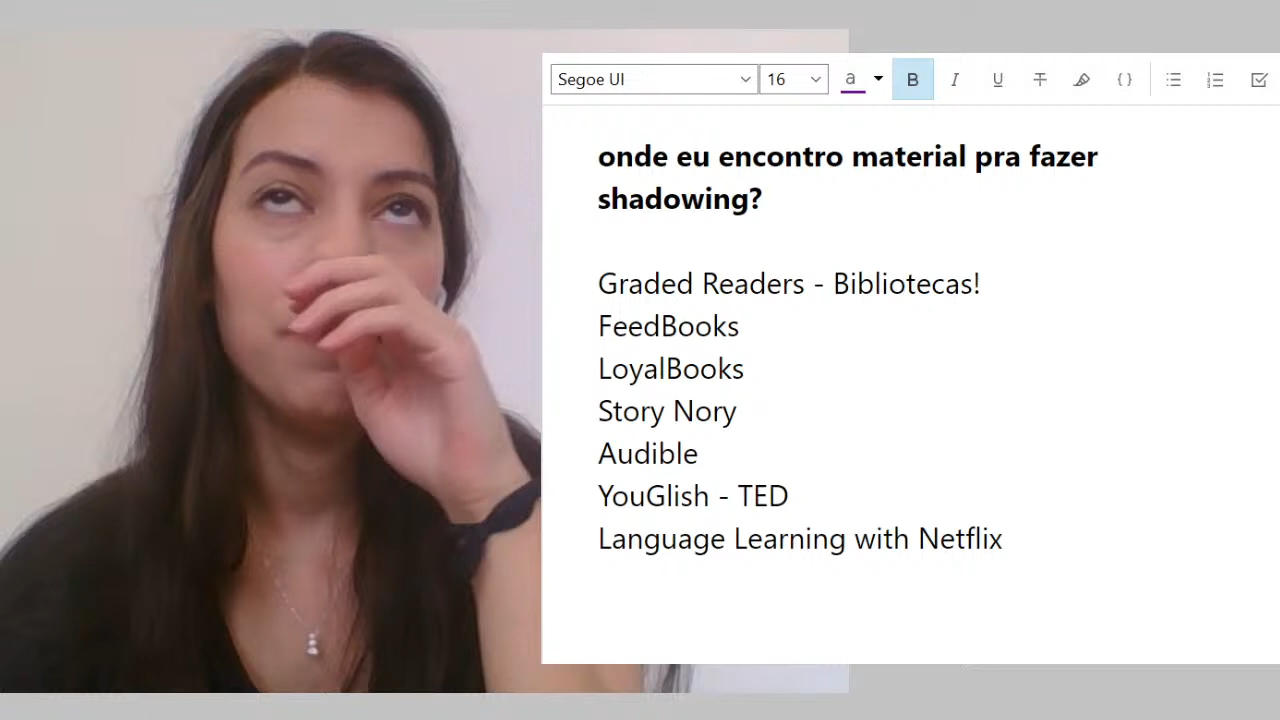 Segoe UI 16 a B I U T { }
onde eu encontro material pra fazer
shadowing?
Graded Readers - Bibliotecas!
FeedBooks
LoyalBooks
Story Nory
Audible
YouGlish - TED
Language Learning with Netflix